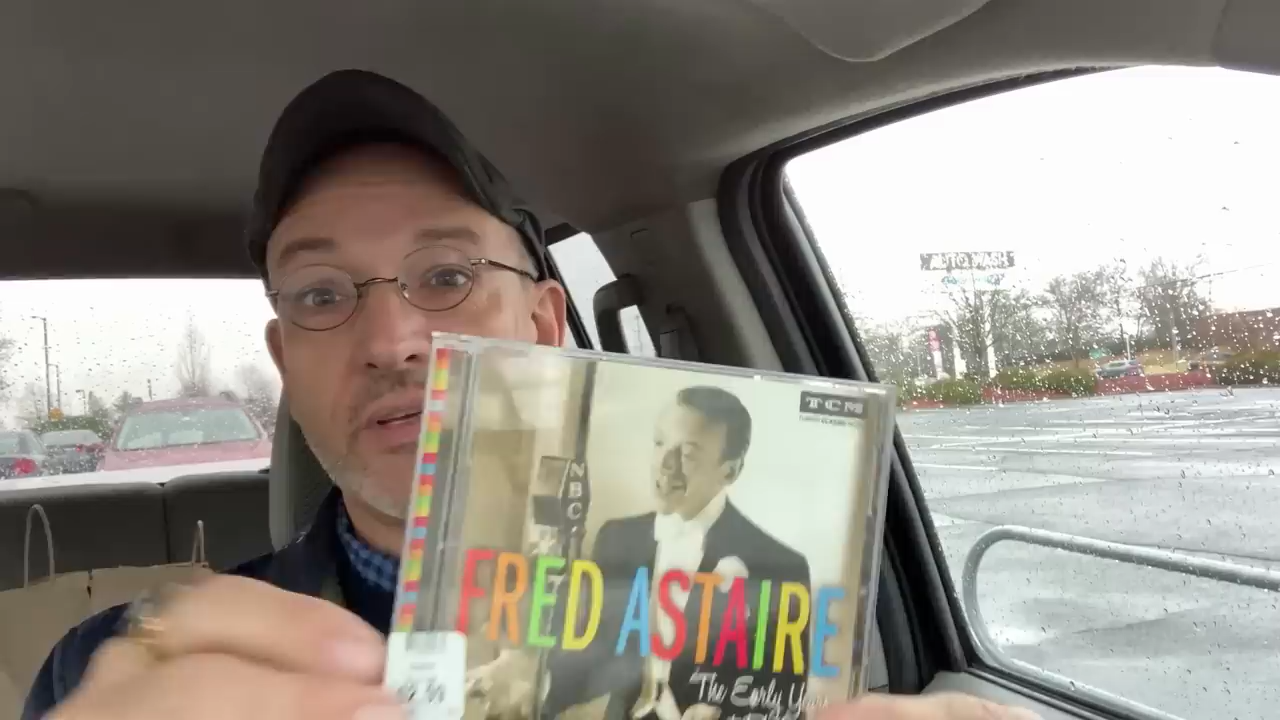 AUTO WASH
TCM
NBC
FRED ASTAIRE
"The Early Years